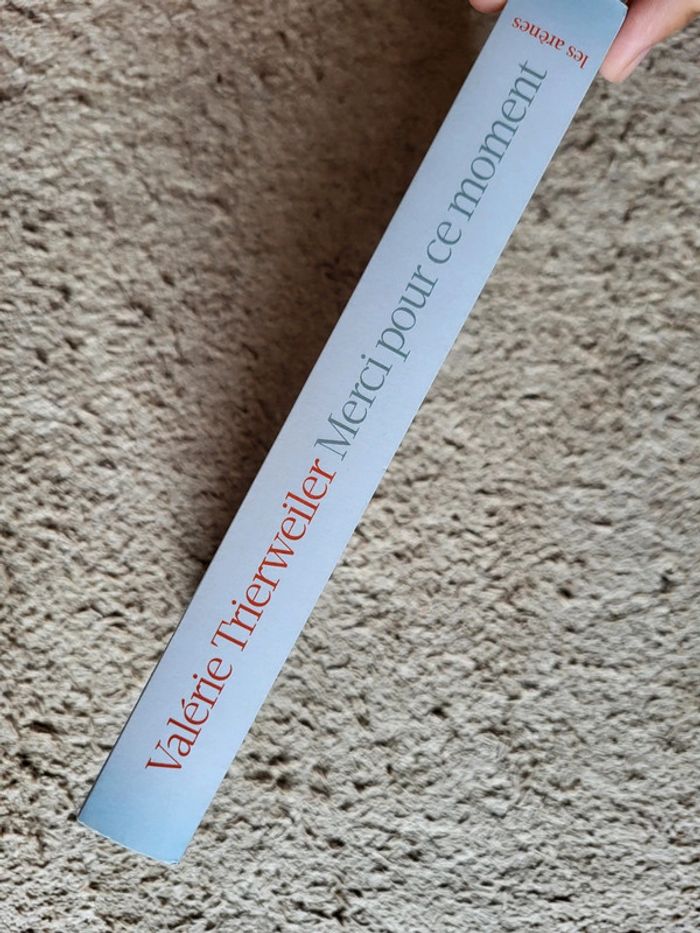 Valérie Trierweiler Merci pour ce moment
les arènes